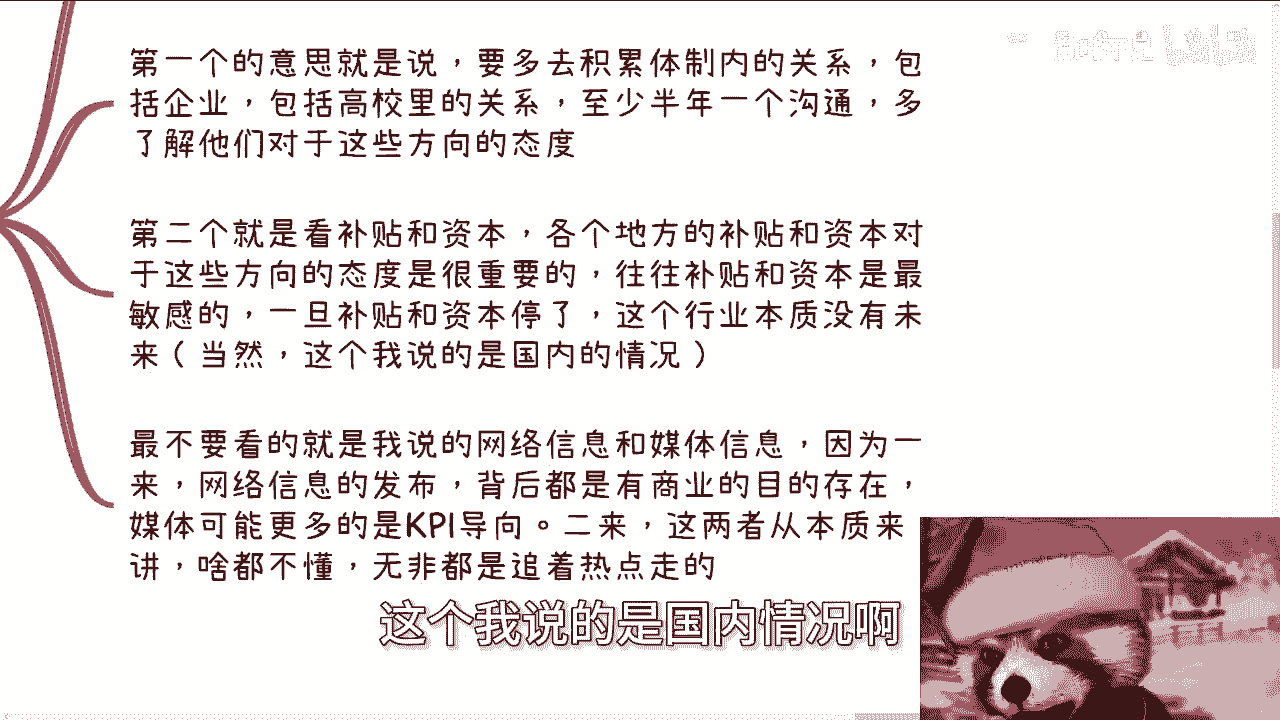 第一个的意思就是说，要多去积累体制内的关系，包
括企业，包括高校里的关系，至少半年一个沟通，多
了解他们对于这些方向的态度
第二个就是看补贴和资本，各个地方的补贴和资本对
于这些方向的态度是很重要的，往往补贴和资本是最
敏感的，一旦补贴和资本停了，这个行业本质没有未
来（当然，这个我说的是国内的情况）
最不要看的就是我说的网络信息和媒体信息，因为一
来，网络信息的发布，背后都是有商业的目的存在，
媒体可能更多的是KPI导向。二来，这两者从本质来
讲，啥都不懂，无非都是追着热点走的
这个我说的是国内情况啊